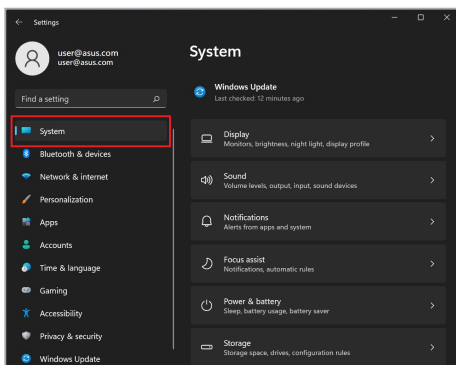 Settings
user@asus.com
user@asus.com
Find a setting
System
Bluetooth & devices
Network & internet
Personalization
Apps
Accounts
Time & language
Gaming
Accessibility
Privacy & security
Windows Update
System
Windows Update
Last checked: 12 minutes ago
Display
Monitors, brightness, night light, display profile
Sound
Volume levels, output, input, sound devices
Notifications
Alerts from apps and system
Focus assist
Notifications, automatic rules
Power & battery
Sleep, battery usage, battery saver
Storage
Storage space, drives, configuration rules